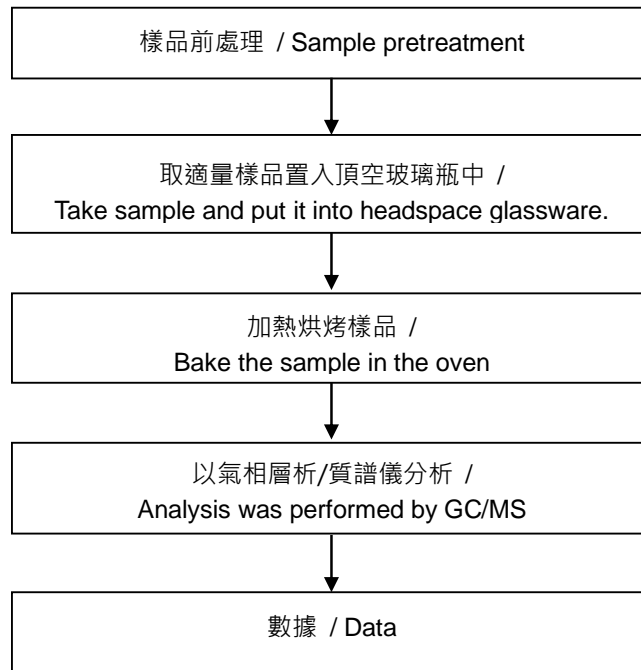 樣品前處理 / Sample pretreatment
取適量樣品置入頂空玻璃瓶中 /
Take sample and put it into headspace glassware.
加熱烘烤樣品 /
Bake the sample in the oven
以氣相層析/質譜儀分析 /
Analysis was performed by GC/MS
數據 / Data